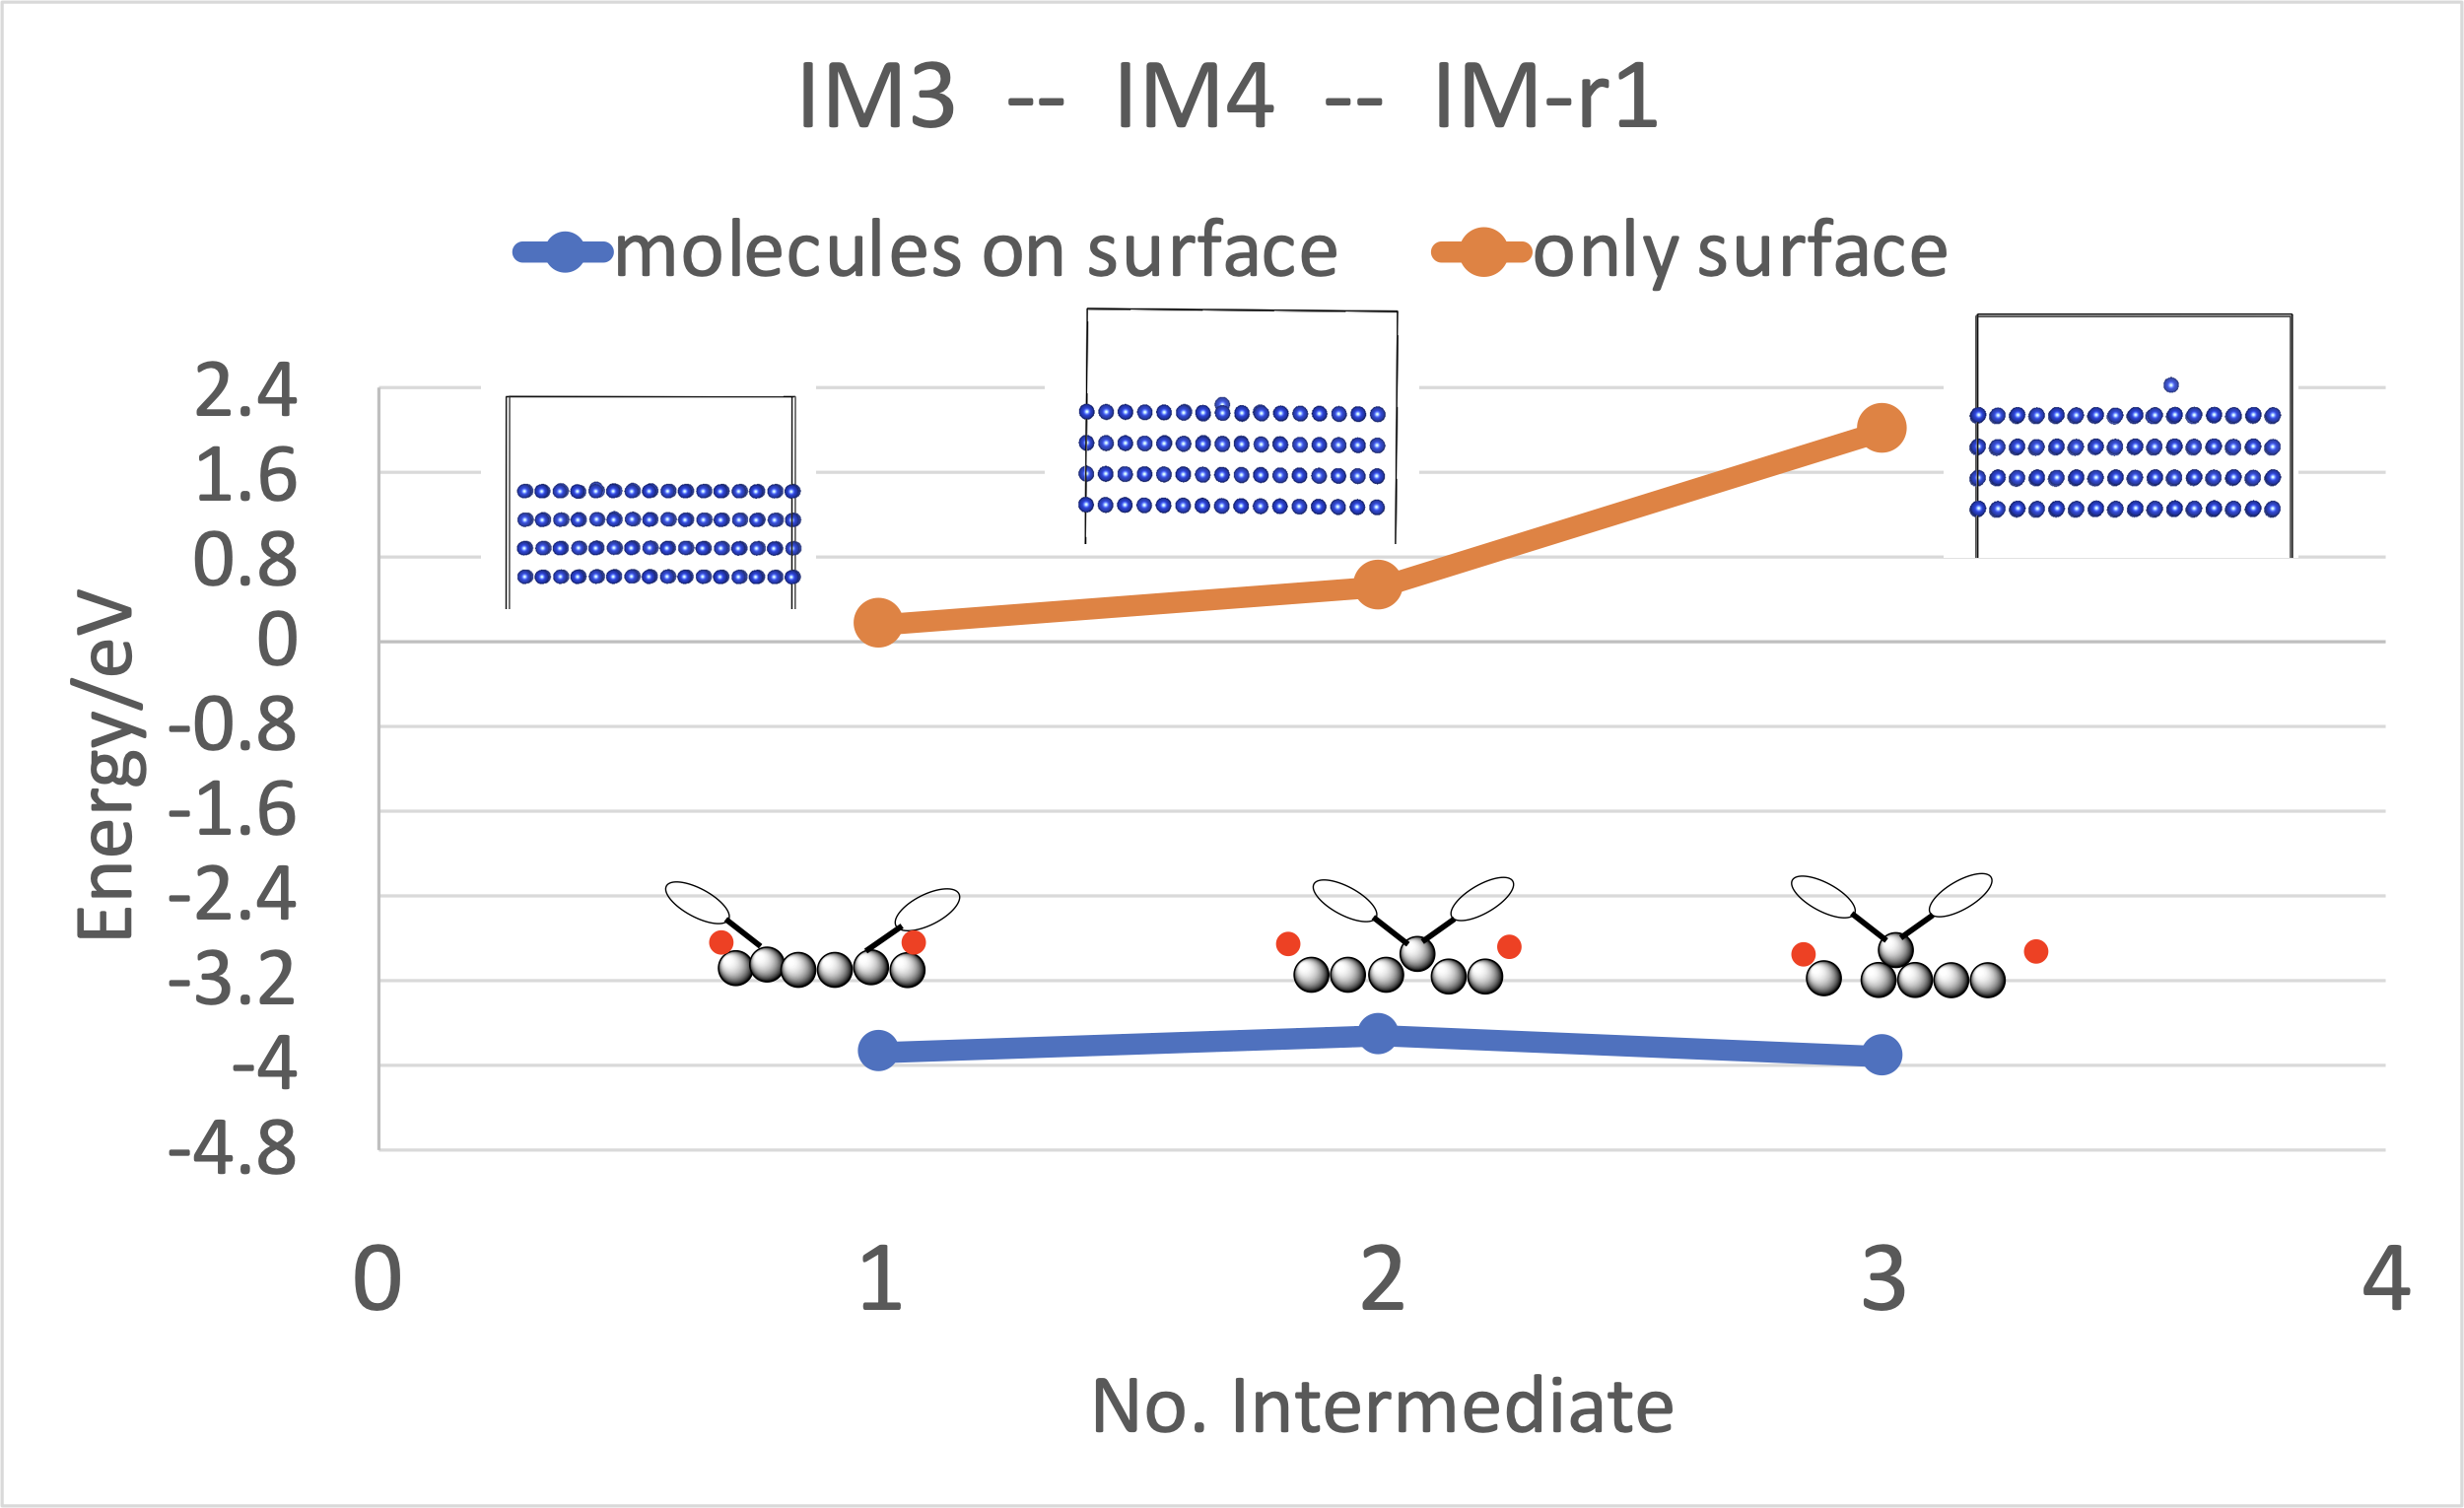 IM3 -- IM4 -- IM-r1
molecules on surface only surface
2.4
1.6
0.8
0
-0.8
-1.6
-2.4
-3.2
-4
-4.8
Energy/eV
0 1 2 3 4
No. Intermediate